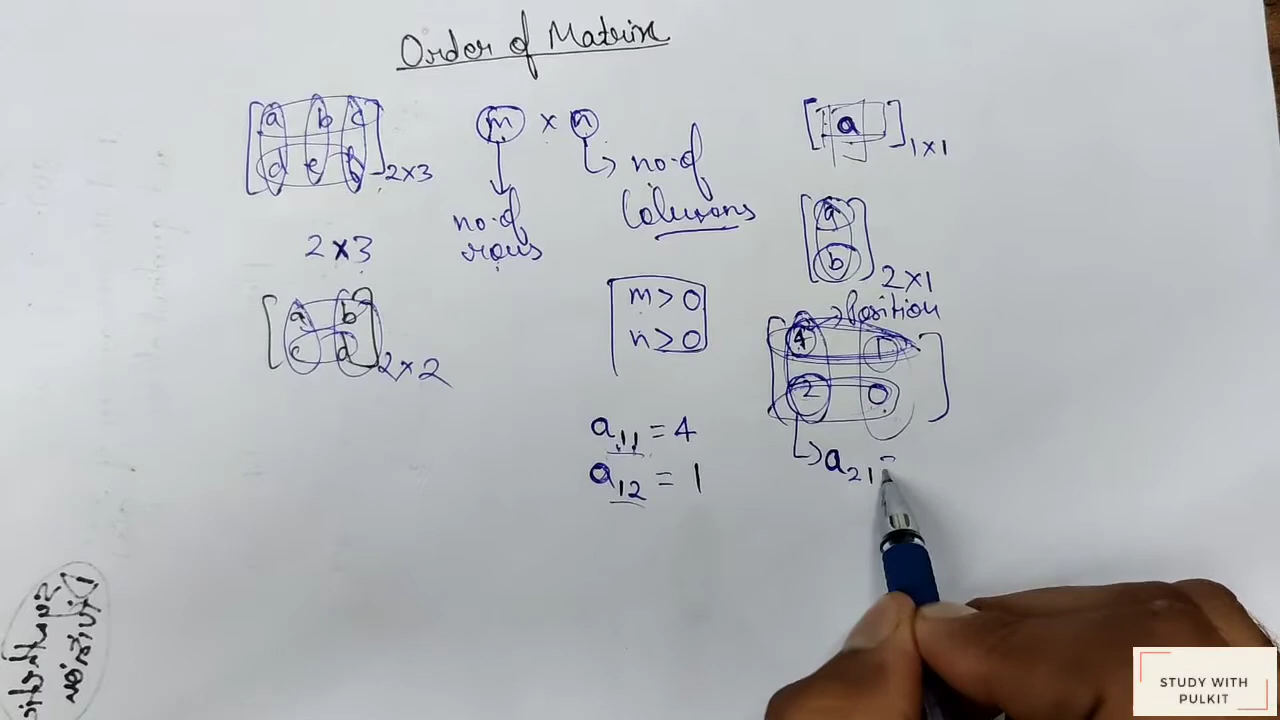 Order of Matrix
a b c
d e f 2×3
m × n
no. of rows
no. of Columns
2 × 3
a b
c d 2×2
m > 0
n > 0
a 1×1
a
b 2×1
Position
4 1
2 0
a21 =
a11 = 4
a12 = 1
Division
STUDY WITH
PULKIT